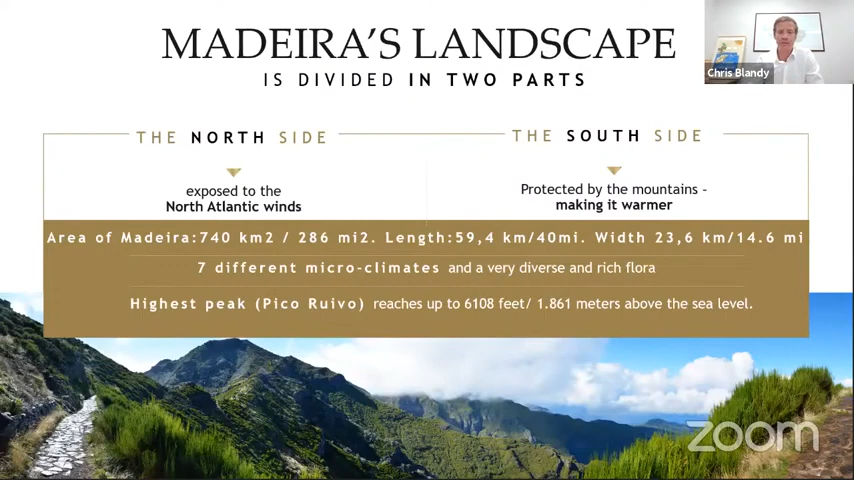 MADEIRA'S LANDSCAPE
IS DIVIDED IN TWO PARTS
Chris Blandy
THE NORTH SIDE
THE SOUTH SIDE
exposed to the
North Atlantic winds
Protected by the mountains -
making it warmer
Area of Madeira:740 km2 / 286 mi2. Length:59,4 km/40mi. Width 23,6 km/14.6 mi
7 different micro-climates and a very diverse and rich flora
Highest peak (Pico Ruivo) reaches up to 6108 feet/ 1.861 meters above the sea level.
zoom